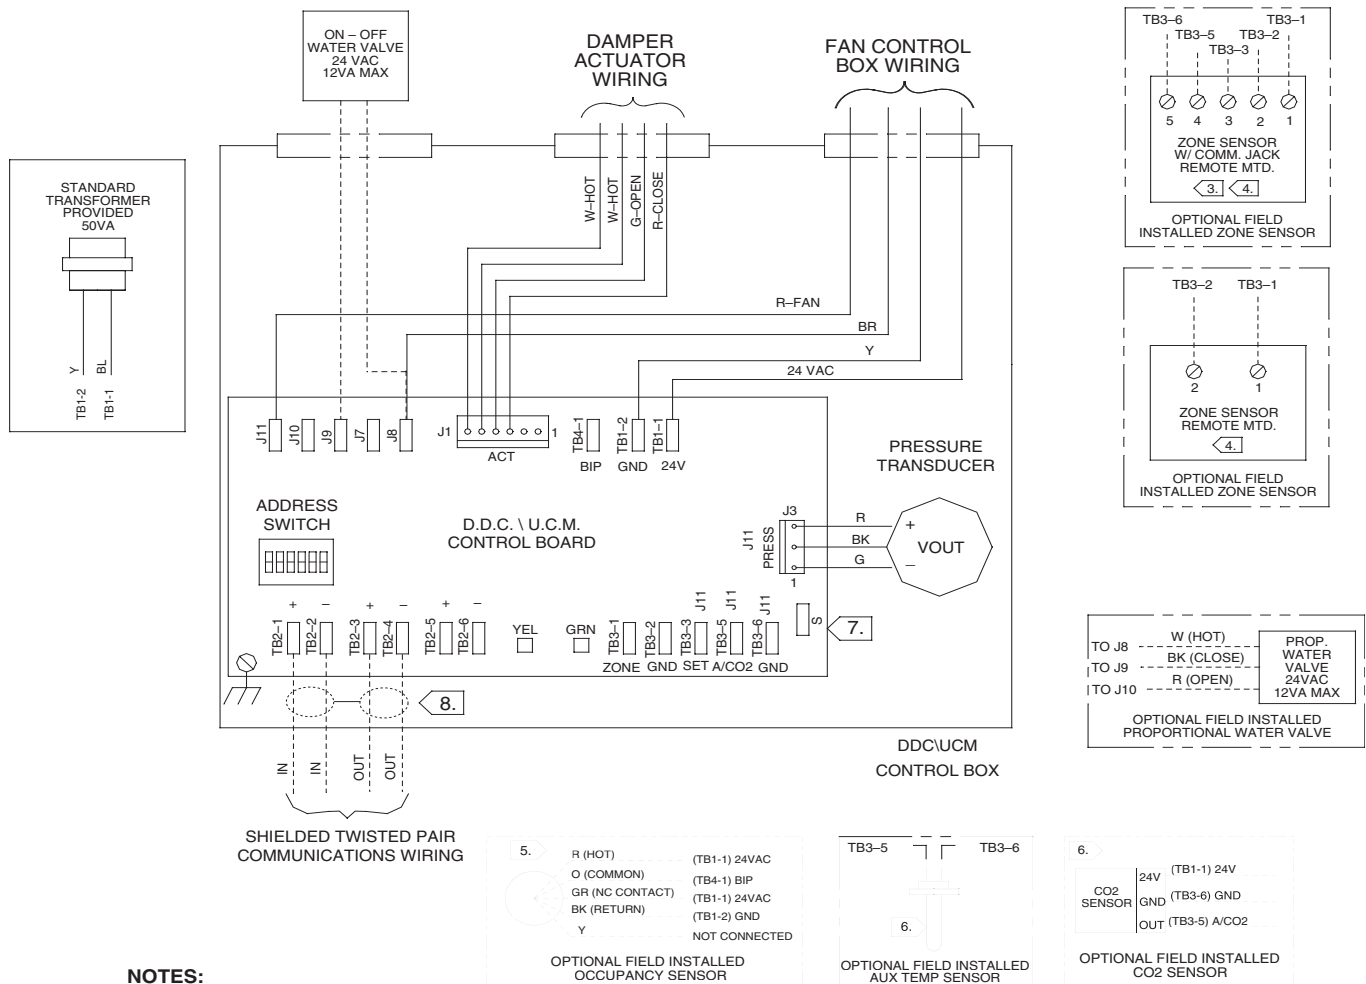 ON – OFF
WATER VALVE
24 VAC
12VA MAX
DAMPER
ACTUATOR
WIRING
FAN CONTROL
BOX WIRING
TB3–6
TB3–1
TB3–5
TB3–2
TB3–3
5
4
3
2
1
ZONE SENSOR
W/ COMM. JACK
REMOTE MTD.
3.
4.
OPTIONAL FIELD
INSTALLED ZONE SENSOR
STANDARD
TRANSFORMER
PROVIDED
50VA
Y
BL
TB1-2
TB1-1
W–HOT
W–HOT
G–OPEN
R–CLOSE
R–FAN
BR
Y
24 VAC
TB3–2
TB3–1
2
1
ZONE SENSOR
REMOTE MTD.
4.
OPTIONAL FIELD
INSTALLED ZONE SENSOR
J11
J10
J9
J7
J8
J1
1
ACT
TB4–1
BIP
TB1–2
GND
TB1–1
24V
PRESSURE
TRANSDUCER
ADDRESS
SWITCH
D.D.C. \ U.C.M.
CONTROL BOARD
J3
J11
PRESS
1
R
BK
G
+
VOUT
–
+
–
+
–
+
–
TB2–1
TB2–2
TB2–3
TB2–4
TB2–5
TB2–6
YEL
GRN
TB3–1
TB3–2
TB3–3
J11
TB3–5
J11
TB3–6
J11
S
7.
ZONE
GND
SET
A/CO2
GND
8.
IN
IN
OUT
OUT
DDC\UCM
CONTROL BOX
SHIELDED TWISTED PAIR
COMMUNICATIONS WIRING
TO J8
W (HOT)
TO J9
BK (CLOSE)
TO J10
R (OPEN)
PROP.
WATER
VALVE
24VAC
12VA MAX
OPTIONAL FIELD INSTALLED
PROPORTIONAL WATER VALVE
5.
R (HOT)
(TB1-1) 24VAC
O (COMMON)
(TB4-1) BIP
GR (NC CONTACT)
(TB1-1) 24VAC
BK (RETURN)
(TB1-2) GND
Y
NOT CONNECTED
OPTIONAL FIELD INSTALLED
OCCUPANCY SENSOR
TB3–5
TB3–6
6.
OPTIONAL FIELD INSTALLED
AUX TEMP SENSOR
6.
CO2
SENSOR
24V
(TB1-1) 24V
GND
(TB3-6) GND
OUT
(TB3-5) A/CO2
OPTIONAL FIELD INSTALLED
CO2 SENSOR
NOTES: